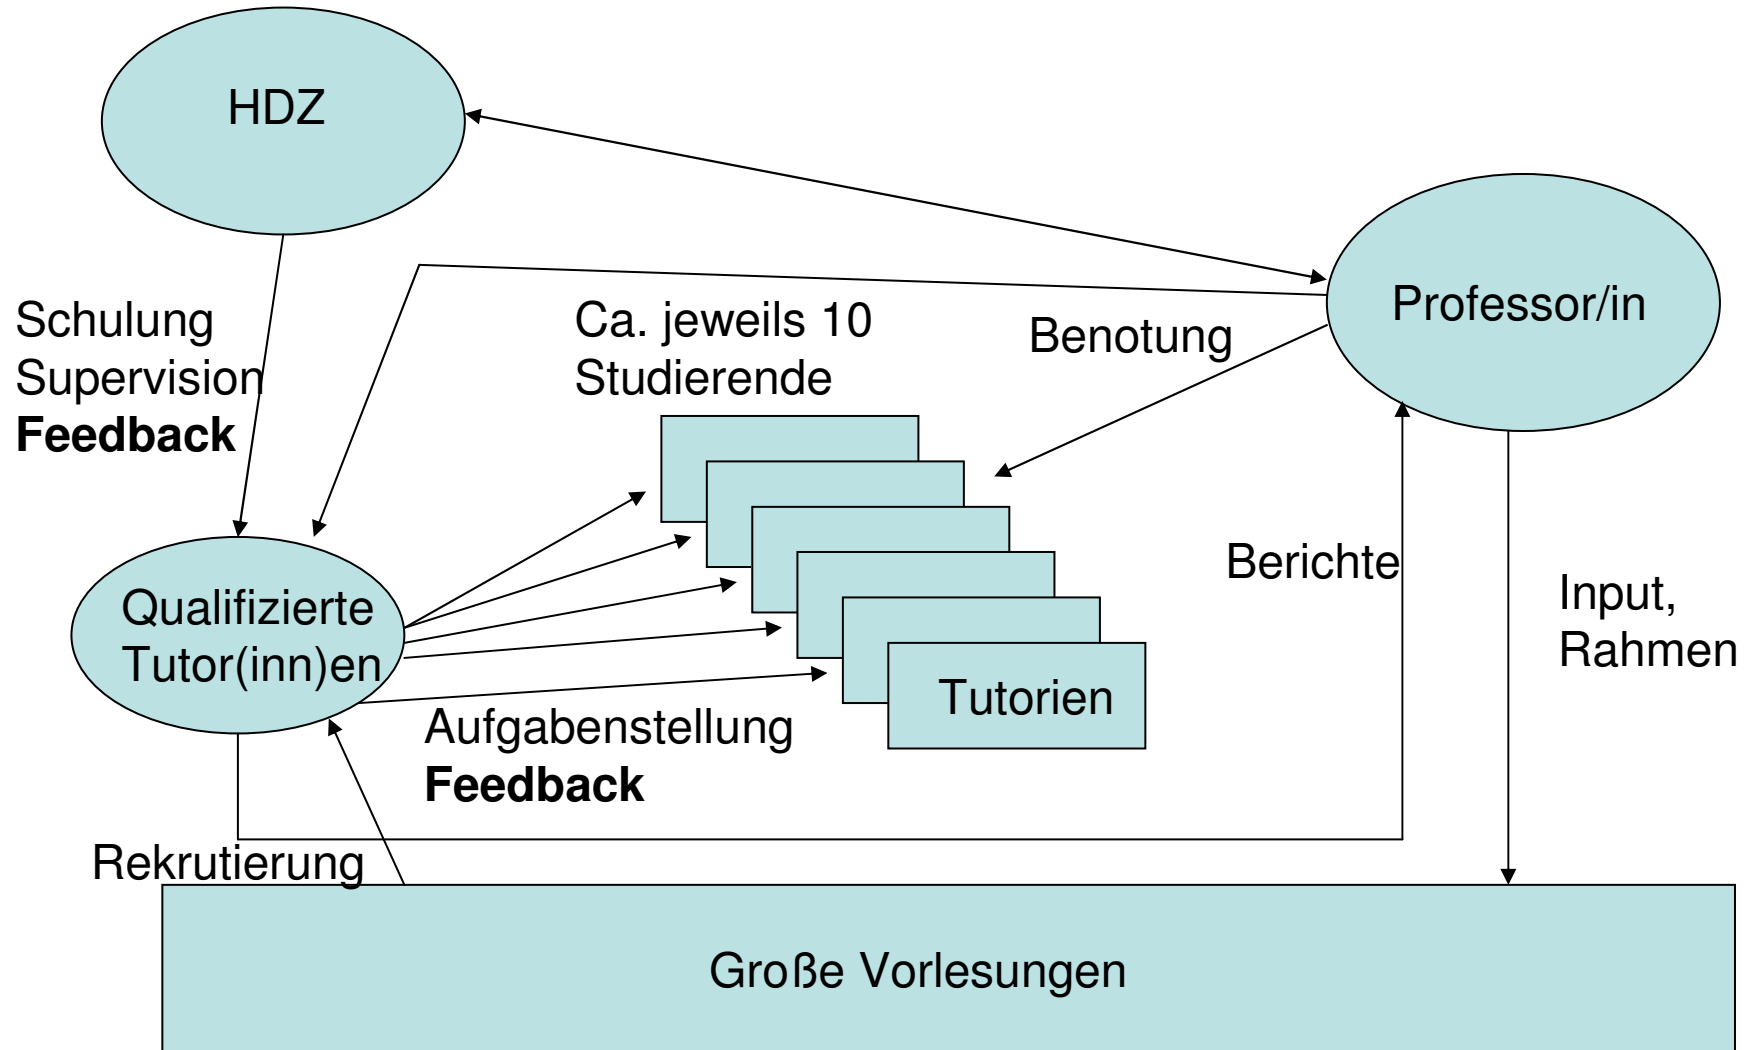 HDZ
Professor/in
Schulung
Supervision
Feedback
Ca. jeweils 10
Studierende
Benotung
Berichte
Input,
Rahmen
Qualifizierte
Tutor(inn)en
Tutorien
Aufgabenstellung
Feedback
Rekrutierung
Große Vorlesungen